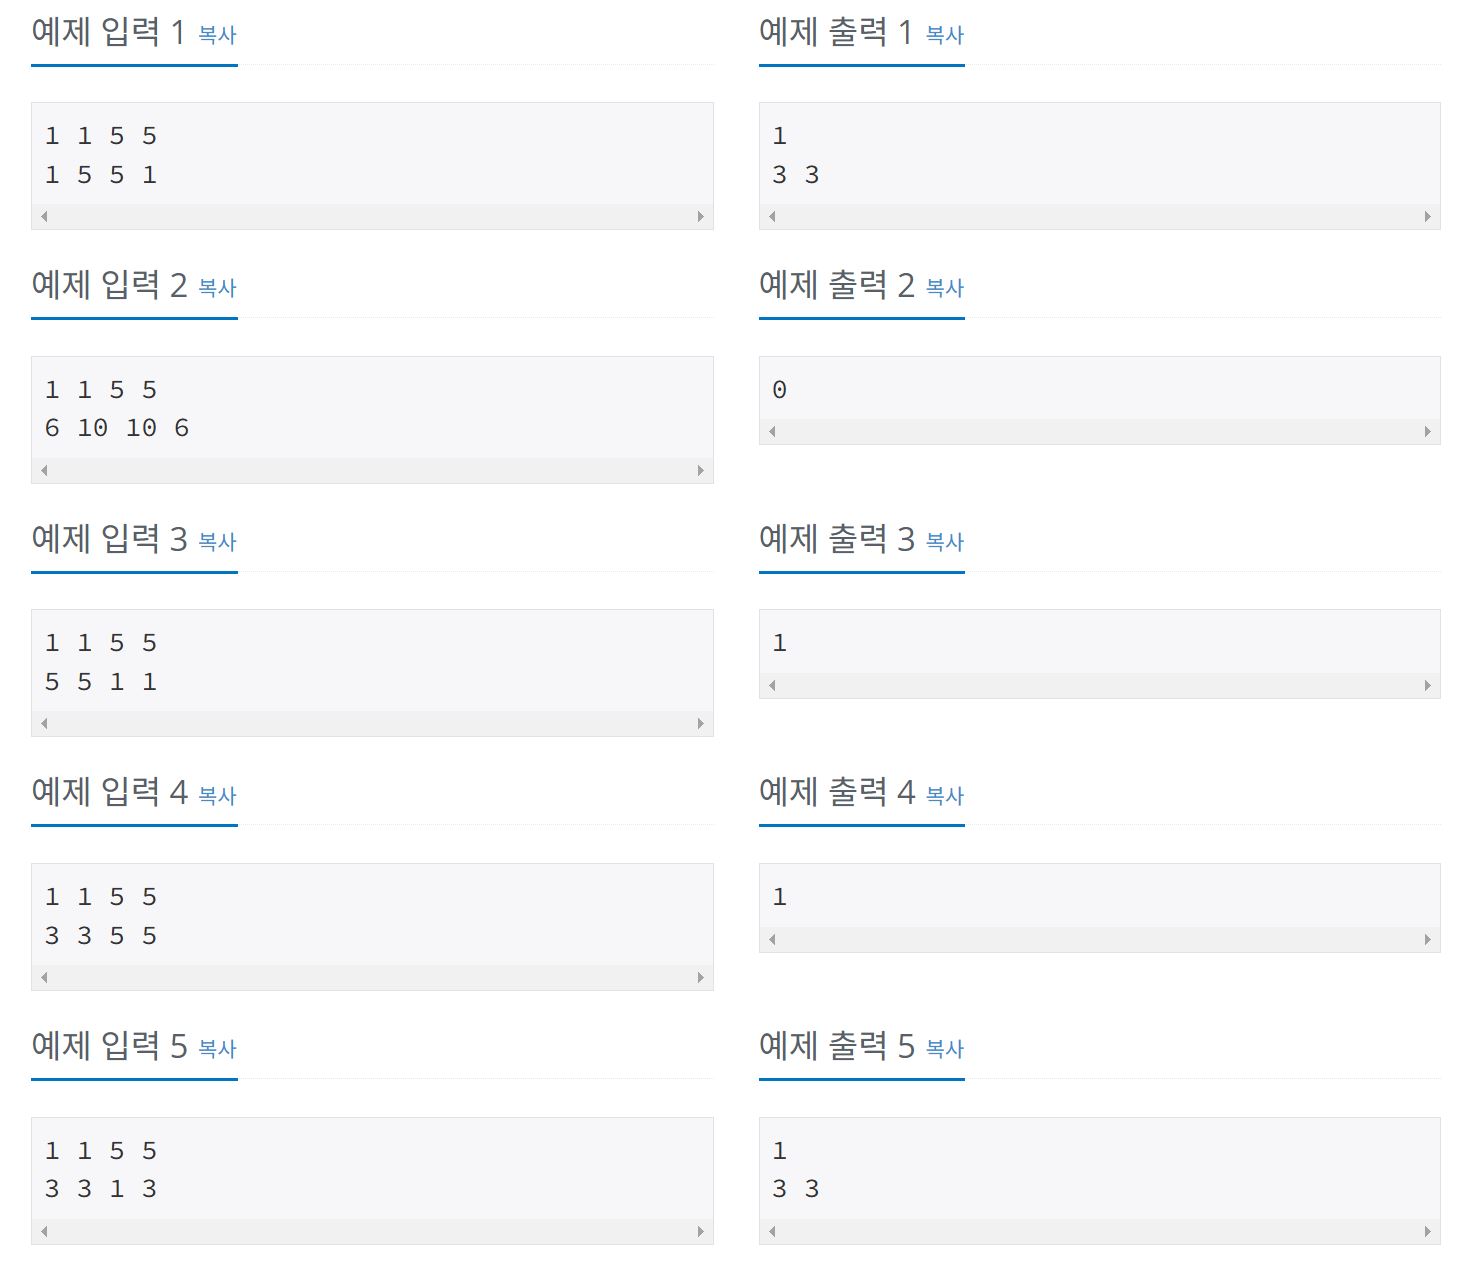 예제 입력 1 복사
1 1 5 5
1 5 5 1
예제 출력 1 복사
1
3 3
예제 입력 2 복사
1 1 5 5
6 10 10 6
예제 출력 2 복사
0
예제 입력 3 복사
1 1 5 5
5 5 1 1
예제 출력 3 복사
1
예제 입력 4 복사
1 1 5 5
3 3 5 5
예제 출력 4 복사
1
예제 입력 5 복사
1 1 5 5
3 3 1 3
예제 출력 5 복사
1
3 3